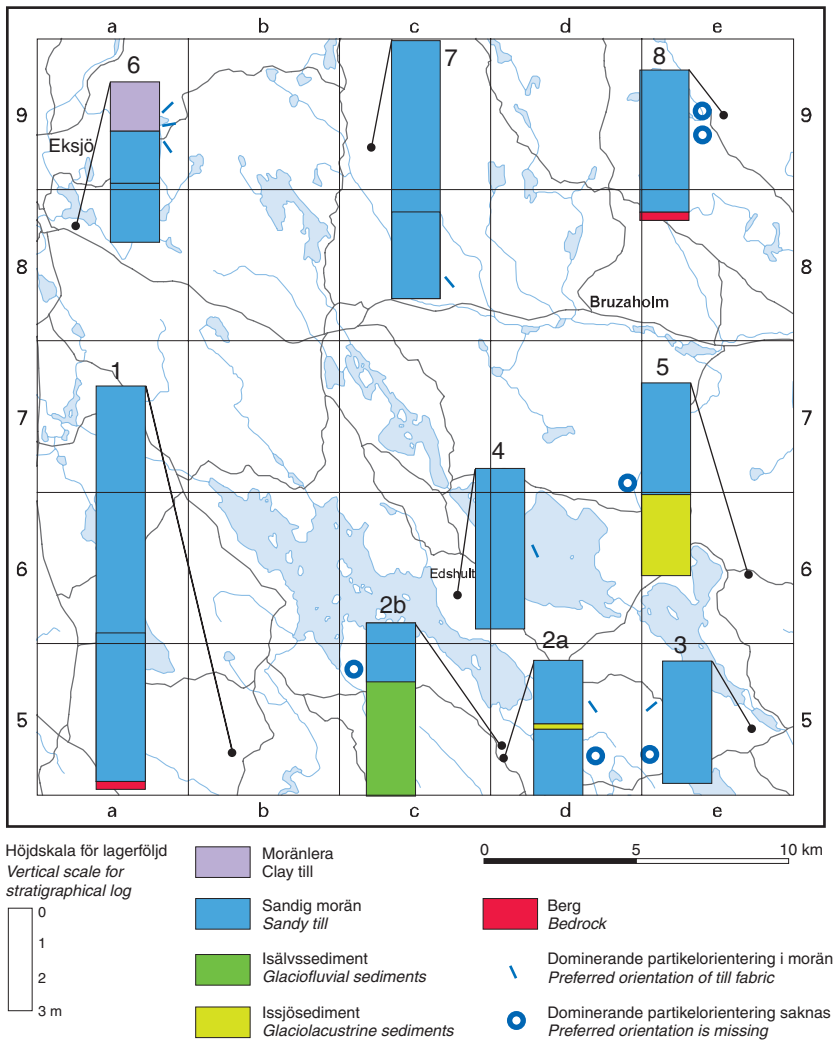 a b c d e
6 7 8
9 9
Eksjö
8 8
Bruzaholm
1 5
7 7
4
6 6
Edshult
2b
2a 3
5 5
a b c d e
Höjdskala för lagerföljd
Vertical scale for
stratigraphical log
0
1
2
3 m
Moränlera
Clay till
Sandig morän
Sandy till
Isälvssediment
Glaciofluvial sediments
Issjösediment
Glaciolacustrine sediments
0 5 10 km
Berg
Bedrock
Dominerande partikelorientering i morän
Preferred orientation of till fabric
Dominerande partikelorientering saknas
Preferred orientation is missing